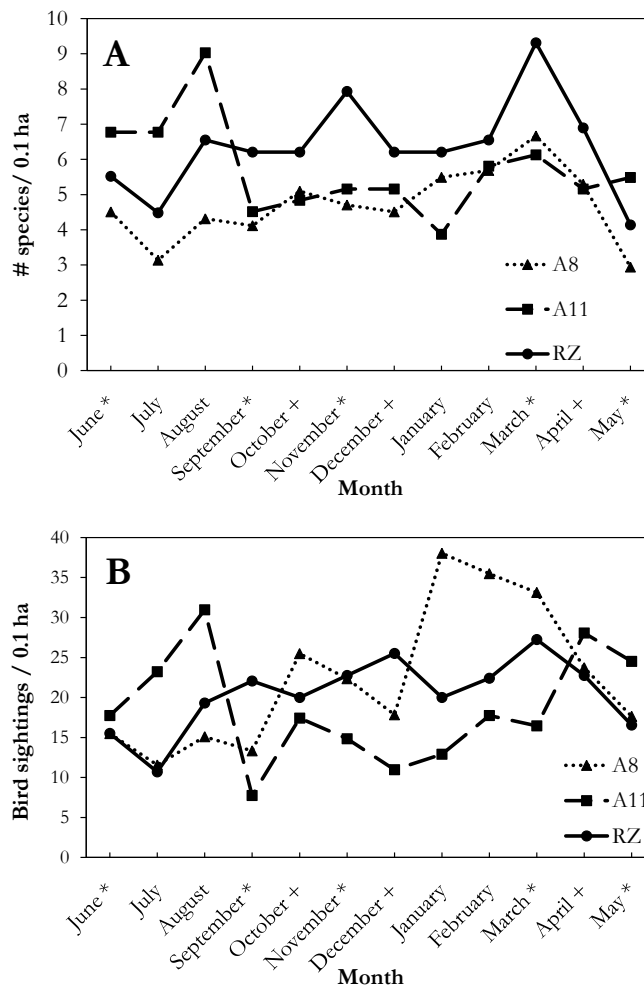 10
9
8
7
6
5
4
3
2
1
0
# species/ 0.1 ha
A
A8
A11
RZ
June *
July
August
September *
October +
November *
December +
January
February
March *
April +
May *
Month
40
35
30
25
20
15
10
5
0
Bird sightings / 0.1 ha
B
A8
A11
RZ
June *
July
August
September *
October +
November *
December +
January
February
March *
April +
May *
Month